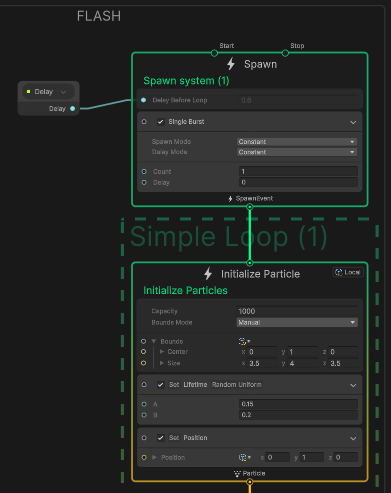 FLASH
Start Stop
Spawn
Spawn system (1)
Delay
Delay
Delay Before Loop 0.0
Single Burst
Spawn Mode Constant
Delay Mode Constant
Count 1
Delay 0
SpawnEvent
Simple Loop (1)
Initialize Particle Local
Initialize Particles
Capacity 1000
Bounds Mode Manual
Bounds
Center x 0 y 1 z 0
Size x 3.5 y 4 z 3.5
Set Lifetime Random Uniform
A 0.15
B 0.2
Set Position
Position x 0 y 1 z 0
Particle